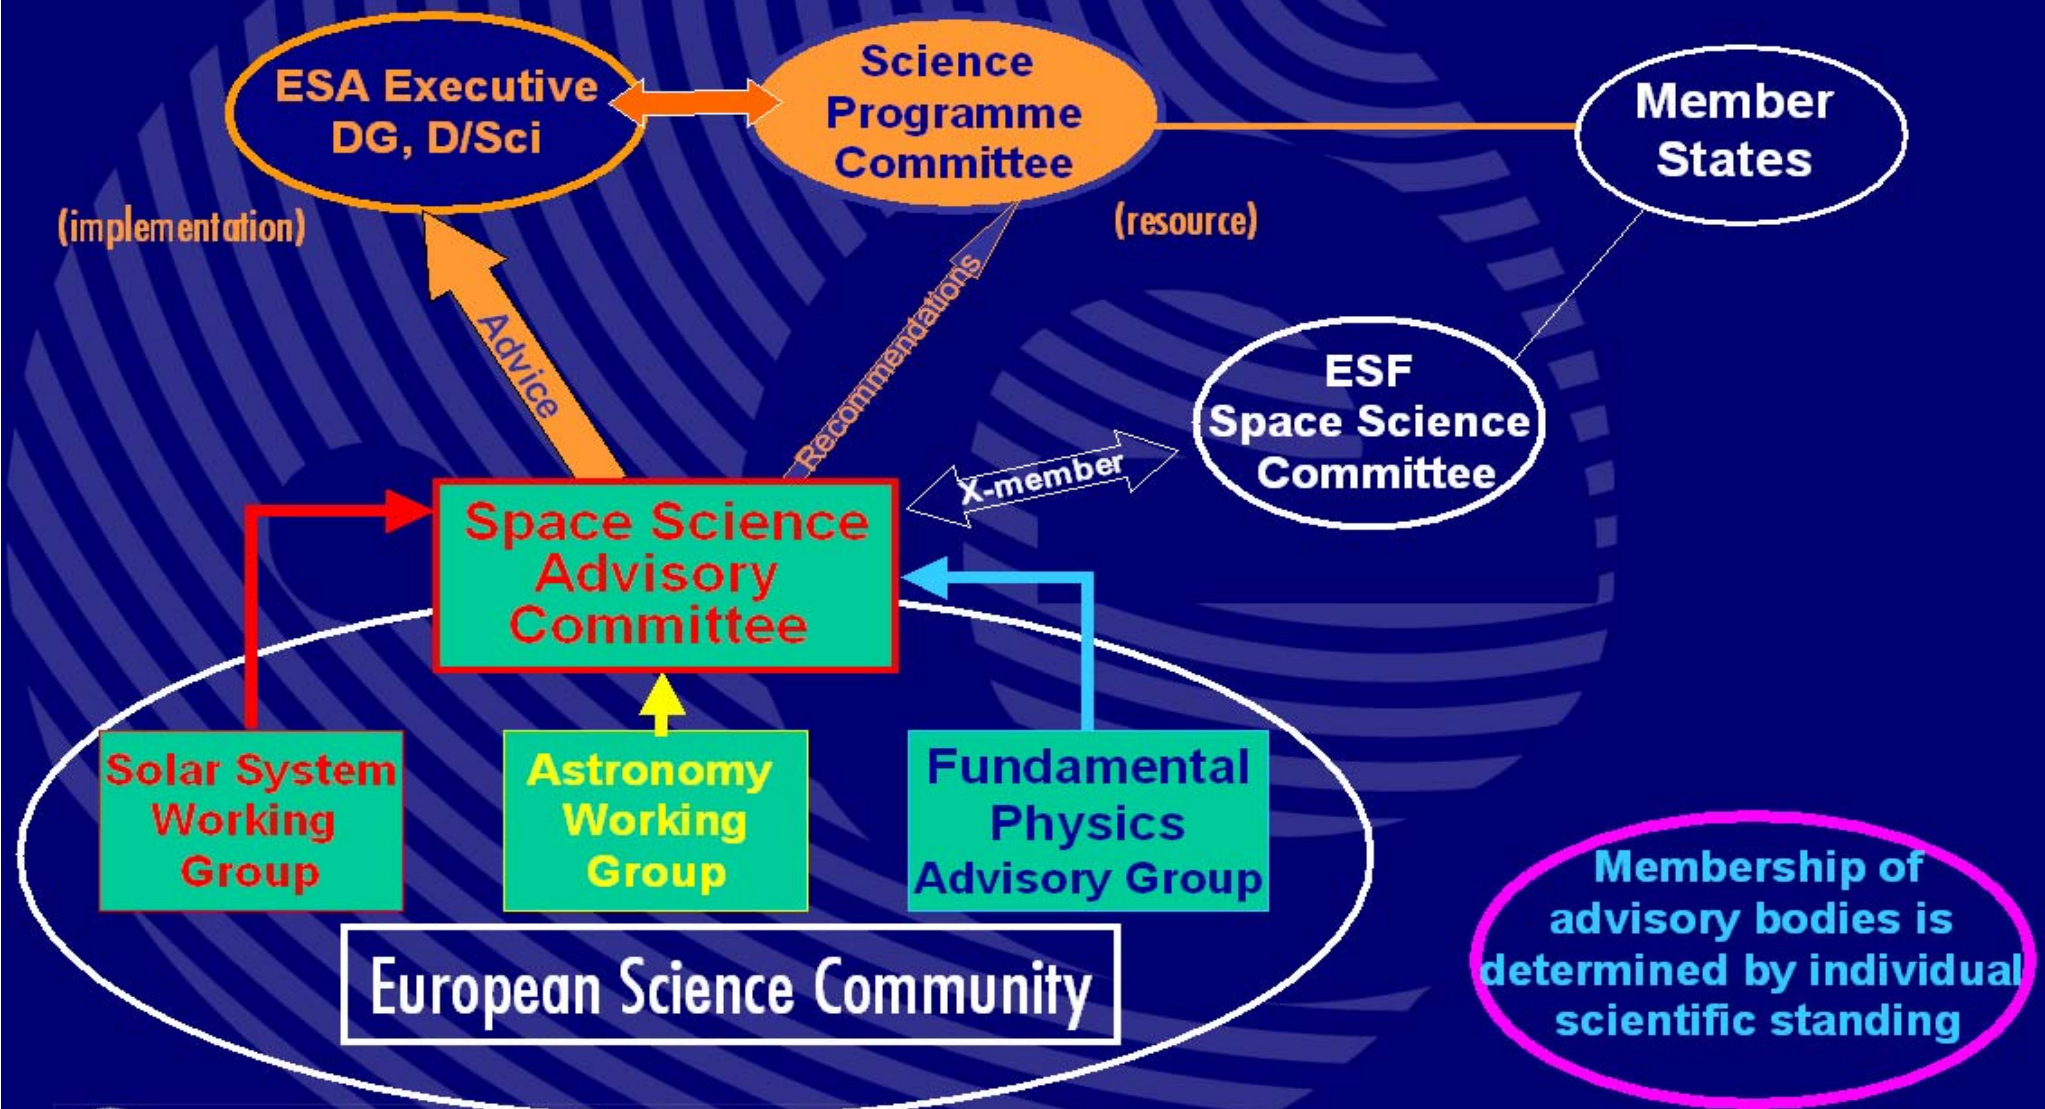 ESA Executive
DG, D/Sci
Science
Programme
Committee
Member
States
(implementation)
(resource)
Advice
Recommendations
ESF
Space Science
Committee
X-member
Space Science
Advisory
Committee
Solar System
Working
Group
Astronomy
Working
Group
Fundamental
Physics
Advisory Group
European Science Community
Membership of
advisory bodies is
determined by individual
scientific standing